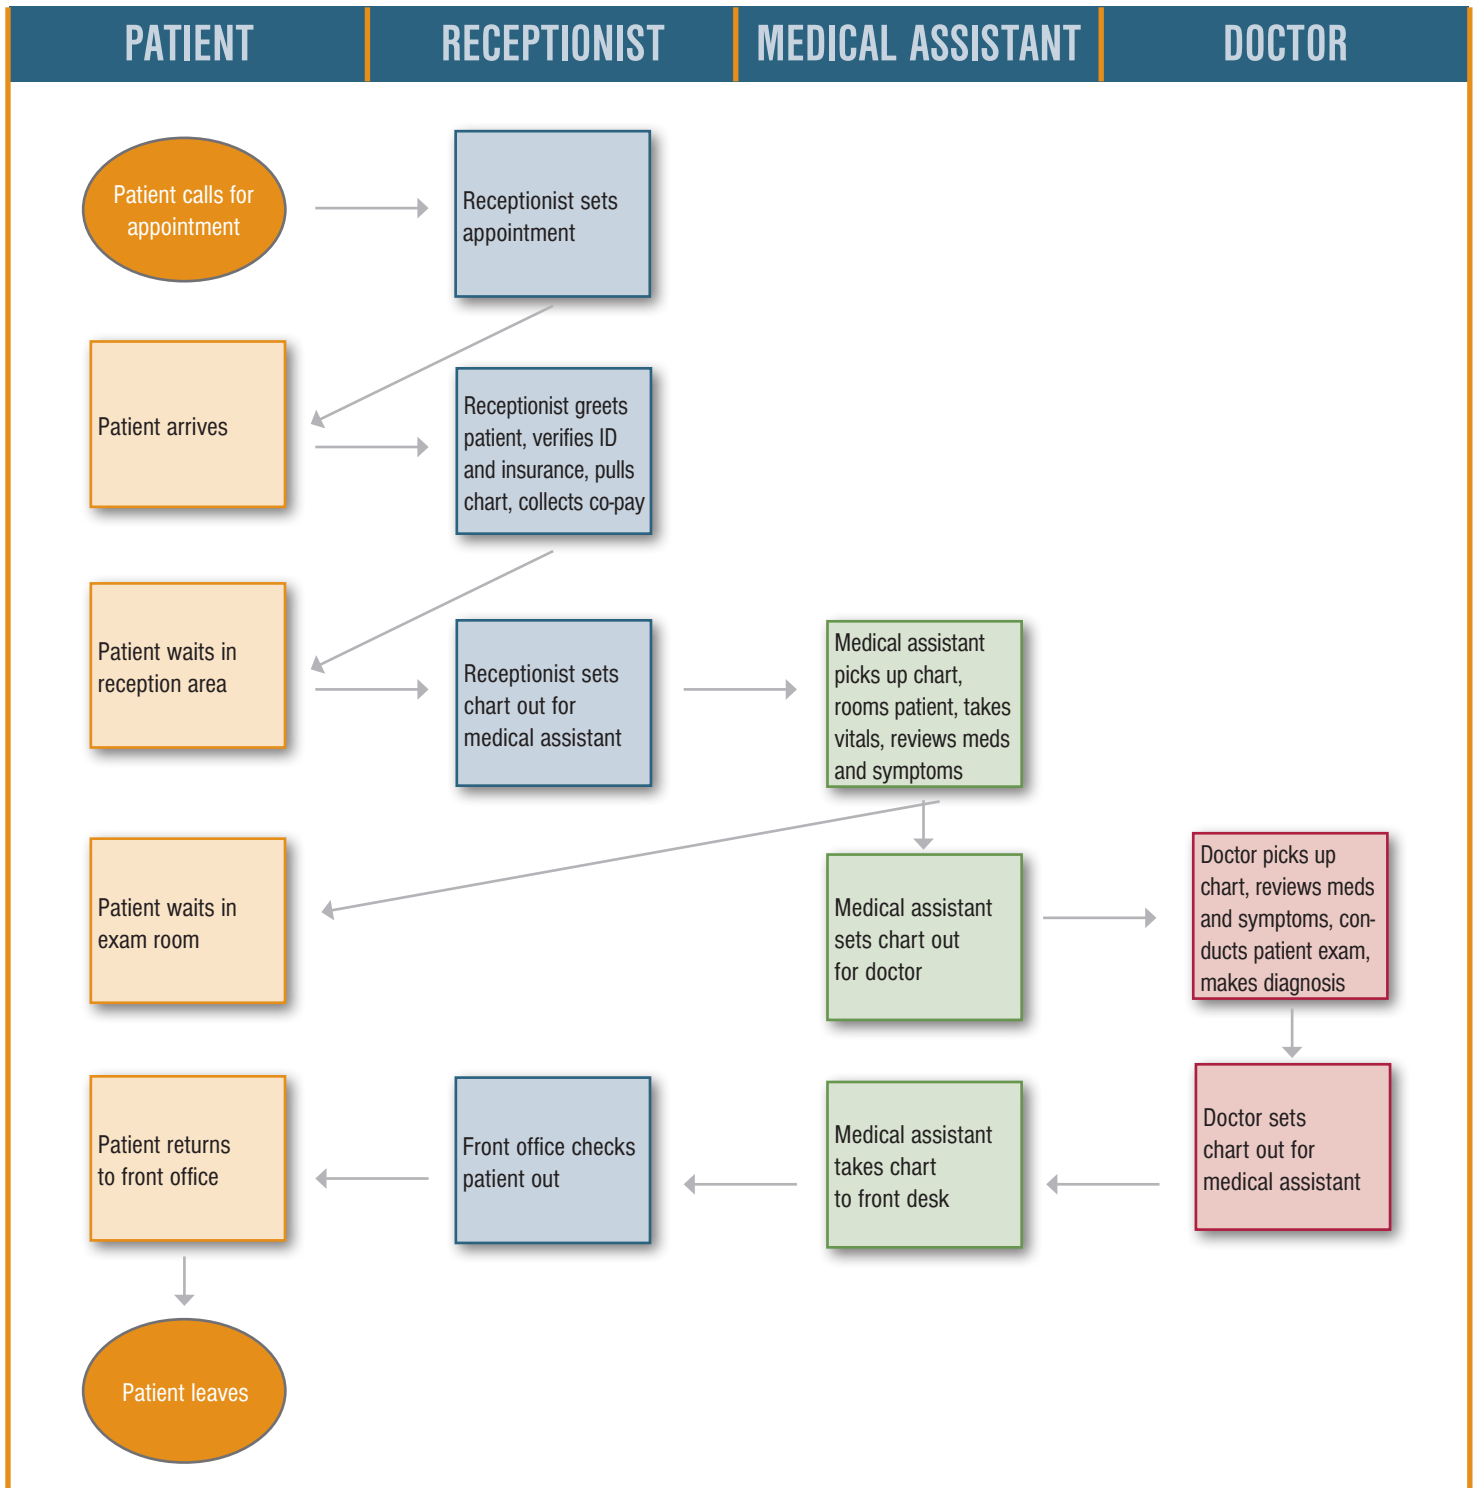 PATIENT
RECEPTIONIST
MEDICAL ASSISTANT
DOCTOR
Patient calls for
appointment
Receptionist sets
appointment
Patient arrives
Receptionist greets
patient, verifies ID
and insurance, pulls
chart, collects co-pay
Patient waits in
reception area
Receptionist sets
chart out for
medical assistant
Medical assistant
picks up chart,
rooms patient, takes
vitals, reviews meds
and symptoms
Patient waits in
exam room
Medical assistant
sets chart out
for doctor
Doctor picks up
chart, reviews meds
and symptoms, con-
ducts patient exam,
makes diagnosis
Patient returns
to front office
Front office checks
patient out
Medical assistant
takes chart
to front desk
Doctor sets
chart out for
medical assistant
Patient leaves